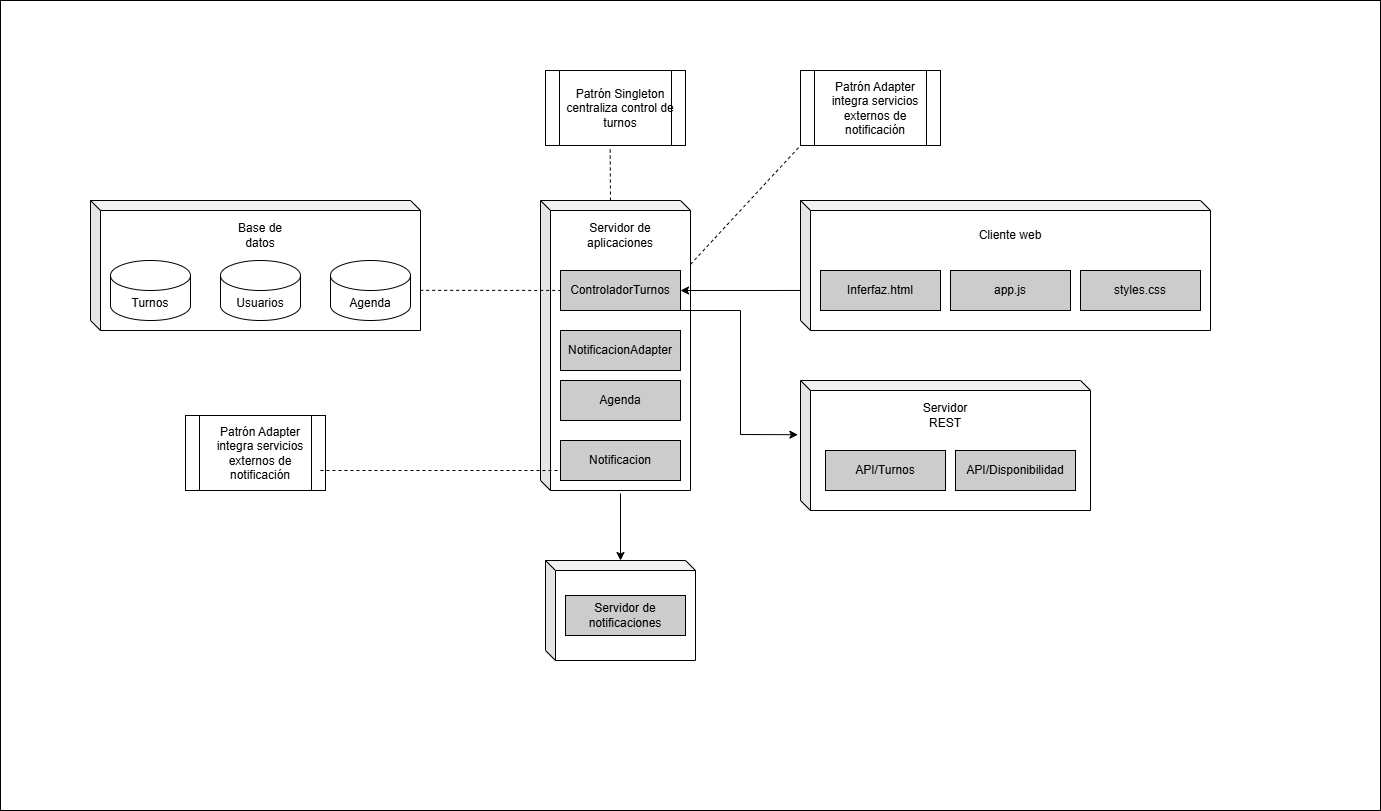 Patrón Singleton
centraliza control de
turnos
Patrón Adapter
integra servicios
externos de
notificación
Base de
datos
Turnos
Usuarios
Agenda
Servidor de
aplicaciones
ControladorTurnos
NotificacionAdapter
Agenda
Notificacion
Cliente web
Inferfaz.html
app.js
styles.css
Servidor
REST
API/Turnos
API/Disponibilidad
Patrón Adapter
integra servicios
externos de
notificación
Servidor de
notificaciones